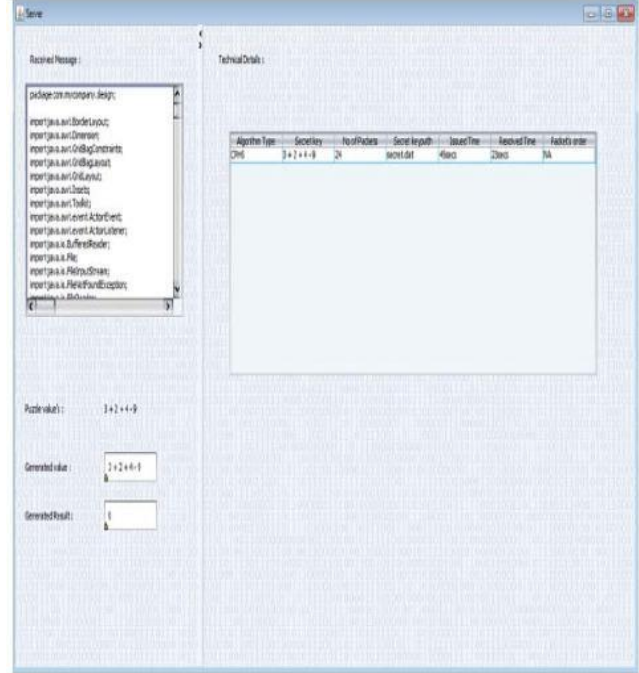 Server
Received Message :
Technical Details :
package com.mycompany.design;
import java.awt.BorderLayout;
import java.awt.Dimension;
import java.awt.GridBagConstraints;
import java.awt.GridBagLayout;
import java.awt.GridLayout;
import java.awt.Insets;
import java.awt.Toolkit;
import java.awt.event.ActionEvent;
import java.awt.event.ActionListener;
import java.io.BufferedReader;
import java.io.File;
import java.io.FileInputStream;
import java.io.FileNotFoundException;
Algorithm Type Secret key No of Packets Secret key path Issued Time Resolved Time Packets order
CPHS 3 + 2 + 4 - 9 24 secret.dat 45secs 23secs NA
Puzzle value's : 3 + 2 + 4 - 9
Generated value : 3 + 2 + 4 - 9
Generated Result :